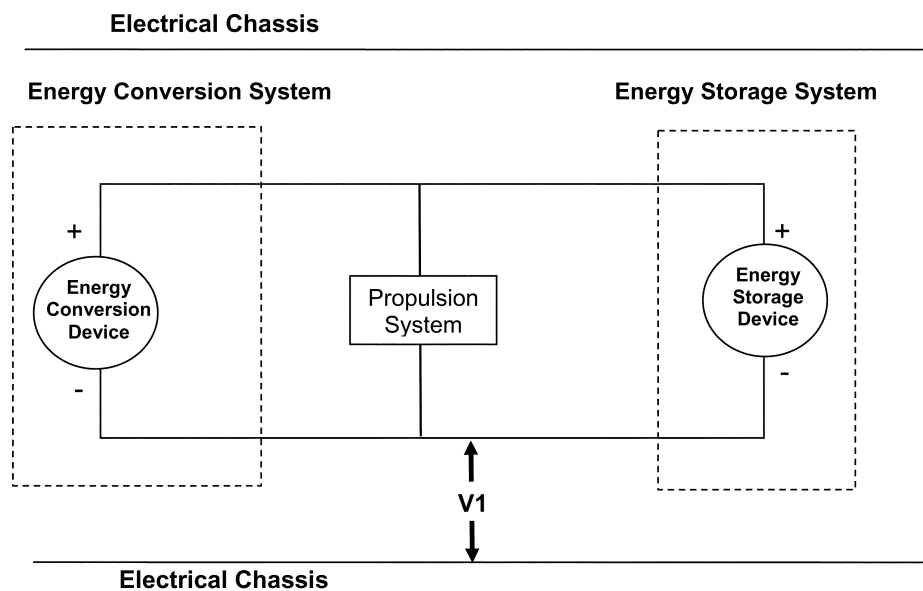 Electrical Chassis
Energy Conversion System
Energy Storage System
+
+
Energy
Conversion
Device
Propulsion
System
Energy
Storage
Device
-
-
V1
Electrical Chassis